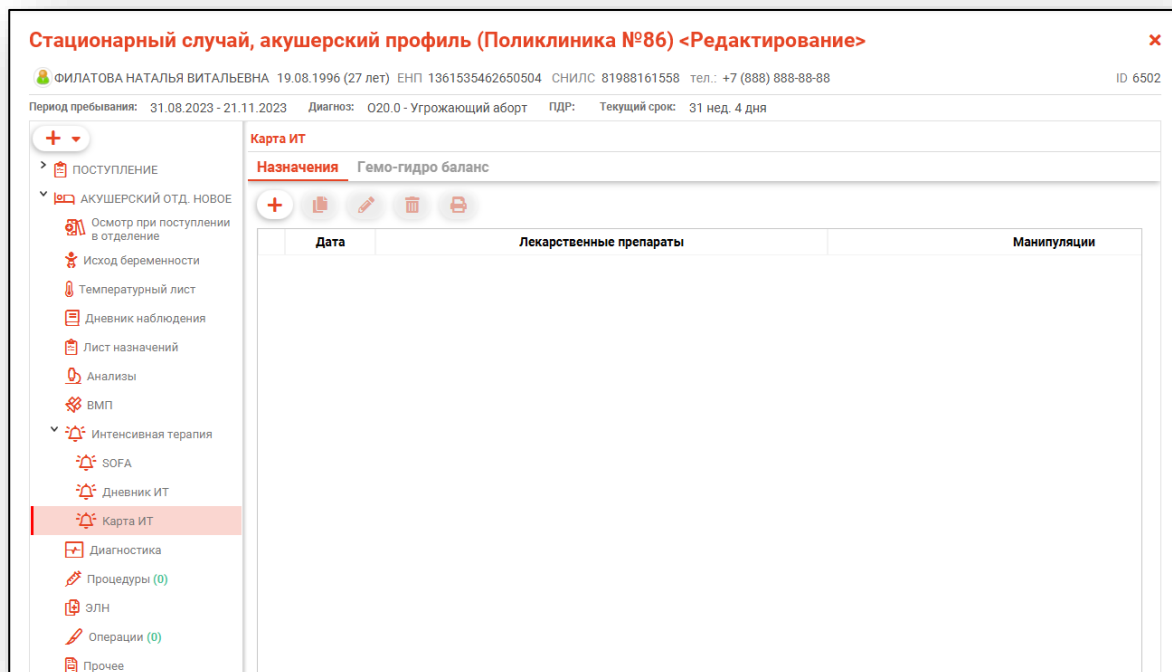 Стационарный случай, акушерский профиль (Поликлиника №86) <Редактирование>
ФИЛАТОВА НАТАЛЬЯ ВИТАЛЬЕВНА 19.08.1996 (27 лет) ЕНП 1361535462650504 СНИЛС 81988161558 тел.: +7 (888) 888-88-88 ID 6502
Период пребывания: 31.08.2023 - 21.11.2023 Диагноз: O20.0 - Угрожающий аборт ПДР: Текущий срок: 31 нед. 4 дня
ПОСТУПЛЕНИЕ
АКУШЕРСКИЙ ОТД. НОВОЕ
Осмотр при поступлении
в отделение
Исход беременности
Температурный лист
Дневник наблюдения
Лист назначений
Анализы
ВМП
Интенсивная терапия
SOFA
Дневник ИТ
Карта ИТ
Диагностика
Процедуры (0)
ЭЛН
Операции (0)
Прочее
Карта ИТ
Назначения Гемо-гидро баланс
Дата Лекарственные препараты Манипуляции